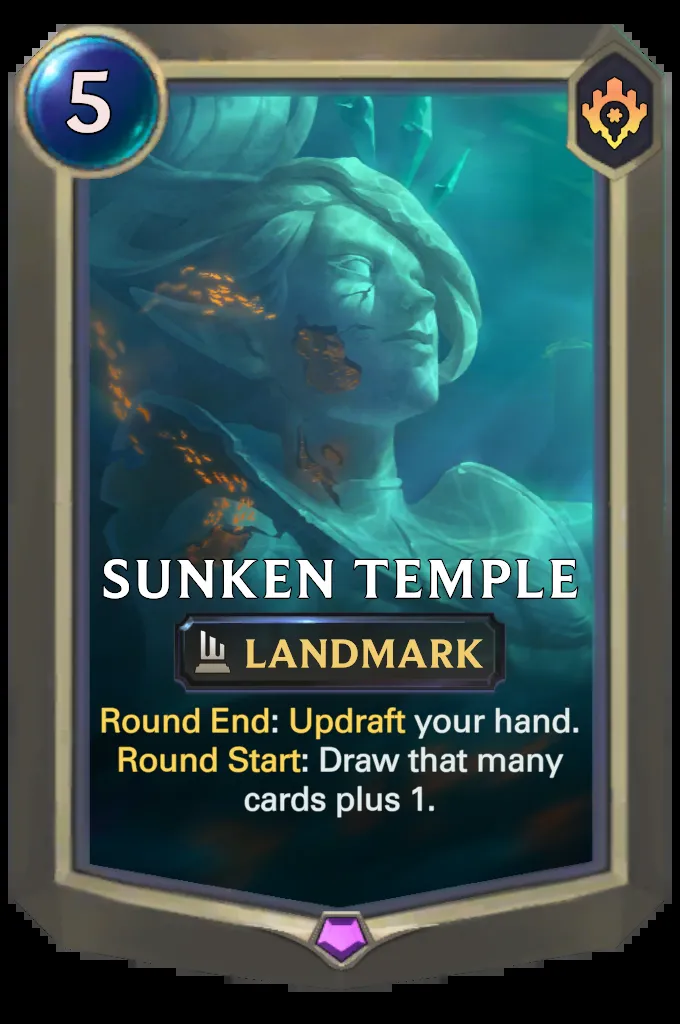 5
SUNKEN TEMPLE
LANDMARK
Round End: Updraft your hand.
Round Start: Draw that many
cards plus 1.